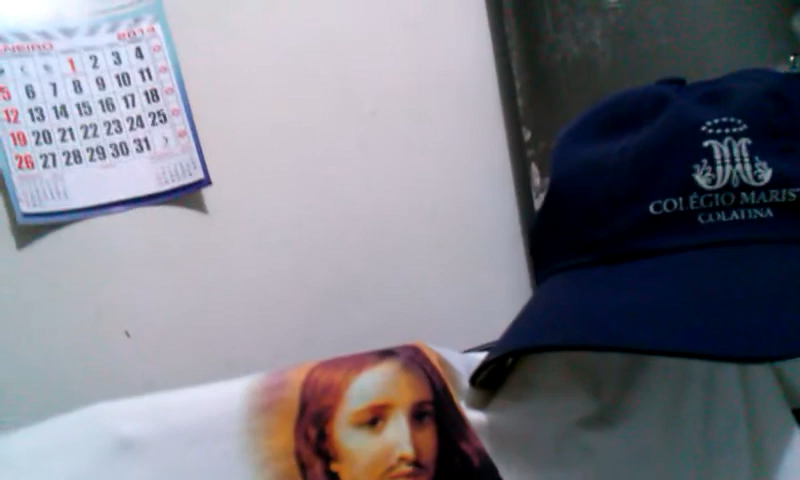 NEIRO 2014
1 2 3 4
5 6 7 8 9 10 11
12 13 14 15 16 17 18
19 20 21 22 23 24 25
26 27 28 29 30 31
COLÉGIO MARIST
COLATINA